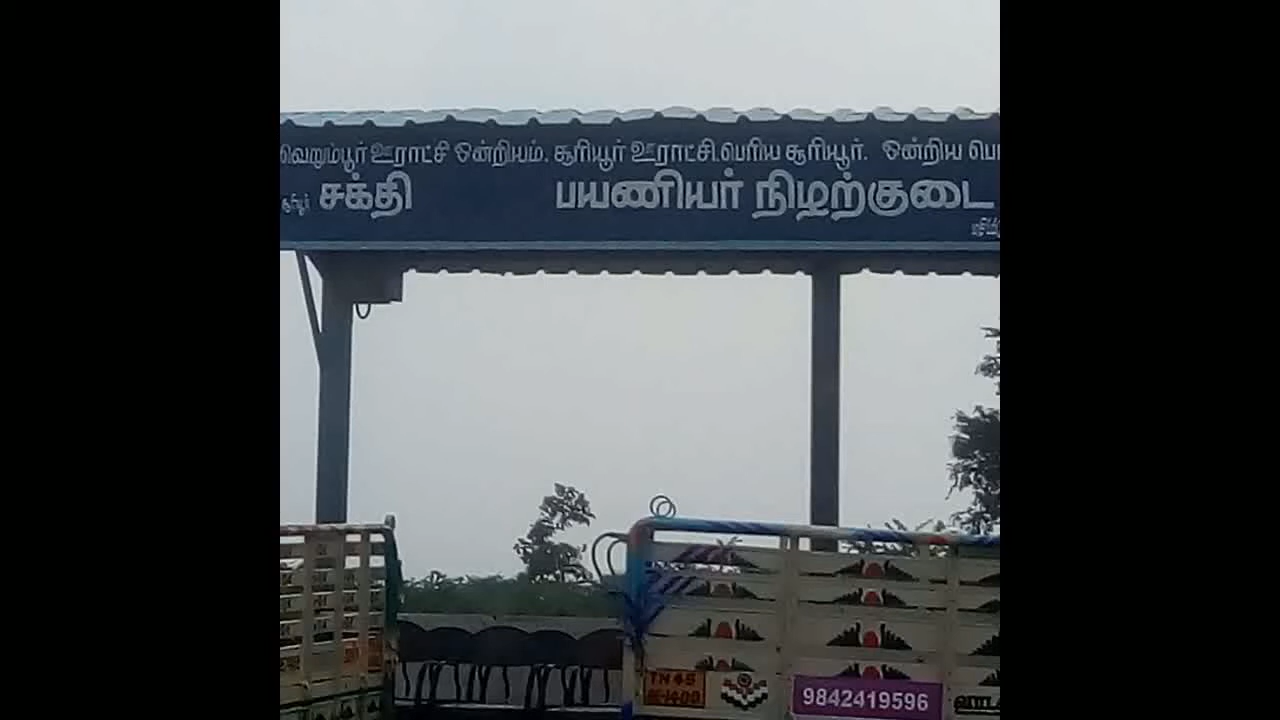 வெறும்பூர் ஊராட்சி ஒன்றியம். சூரியூர் ஊராட்சி.பெரிய சூரியூர். ஒன்றிய பொ
சூரியூர் சக்தி பயணியர் நிழற்குடை
TN 45
9842419596